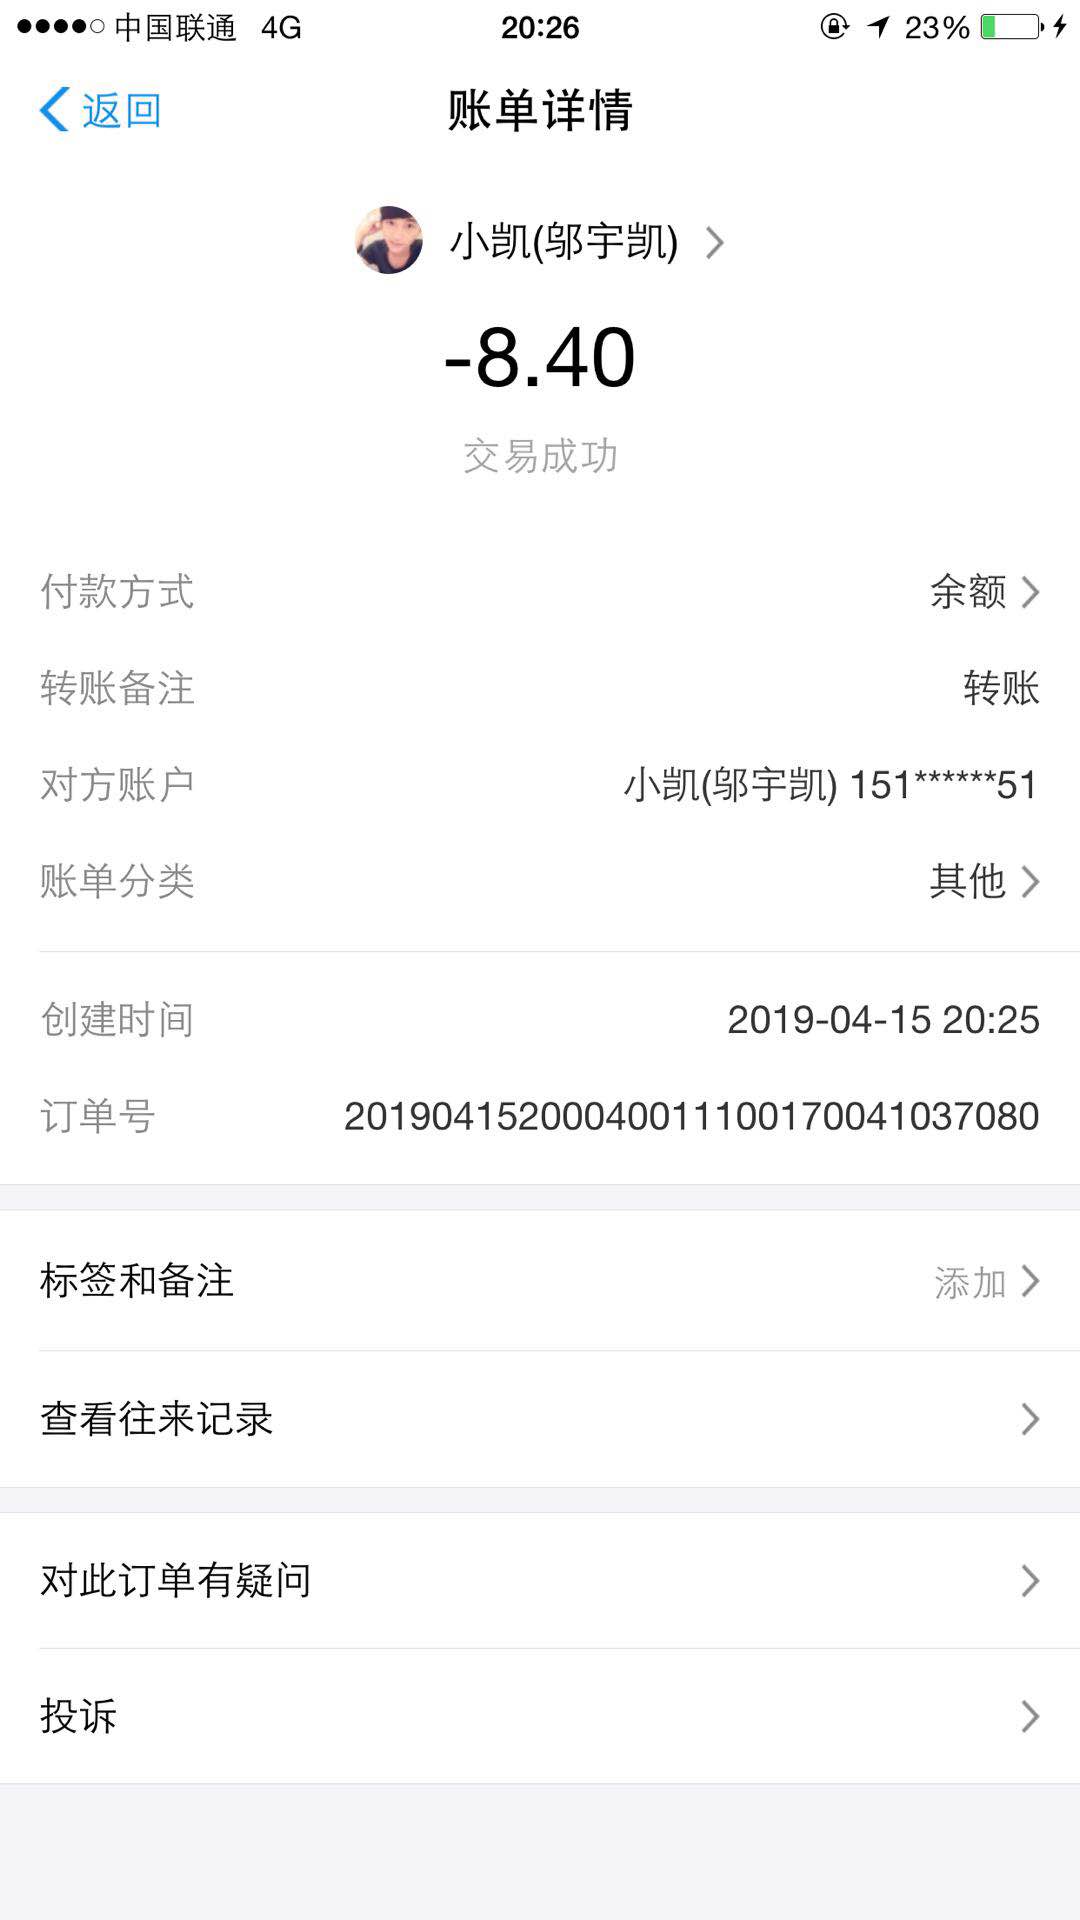 中国联通 4G 20:26 23%
返回 账单详情
小凯(邬宇凯)
-8.40
交易成功
付款方式 余额
转账备注 转账
对方账户 小凯(邬宇凯) 151******51
账单分类 其他
创建时间 2019-04-15 20:25
订单号 20190415200040011100170041037080
标签和备注 添加
查看往来记录
对此订单有疑问
投诉